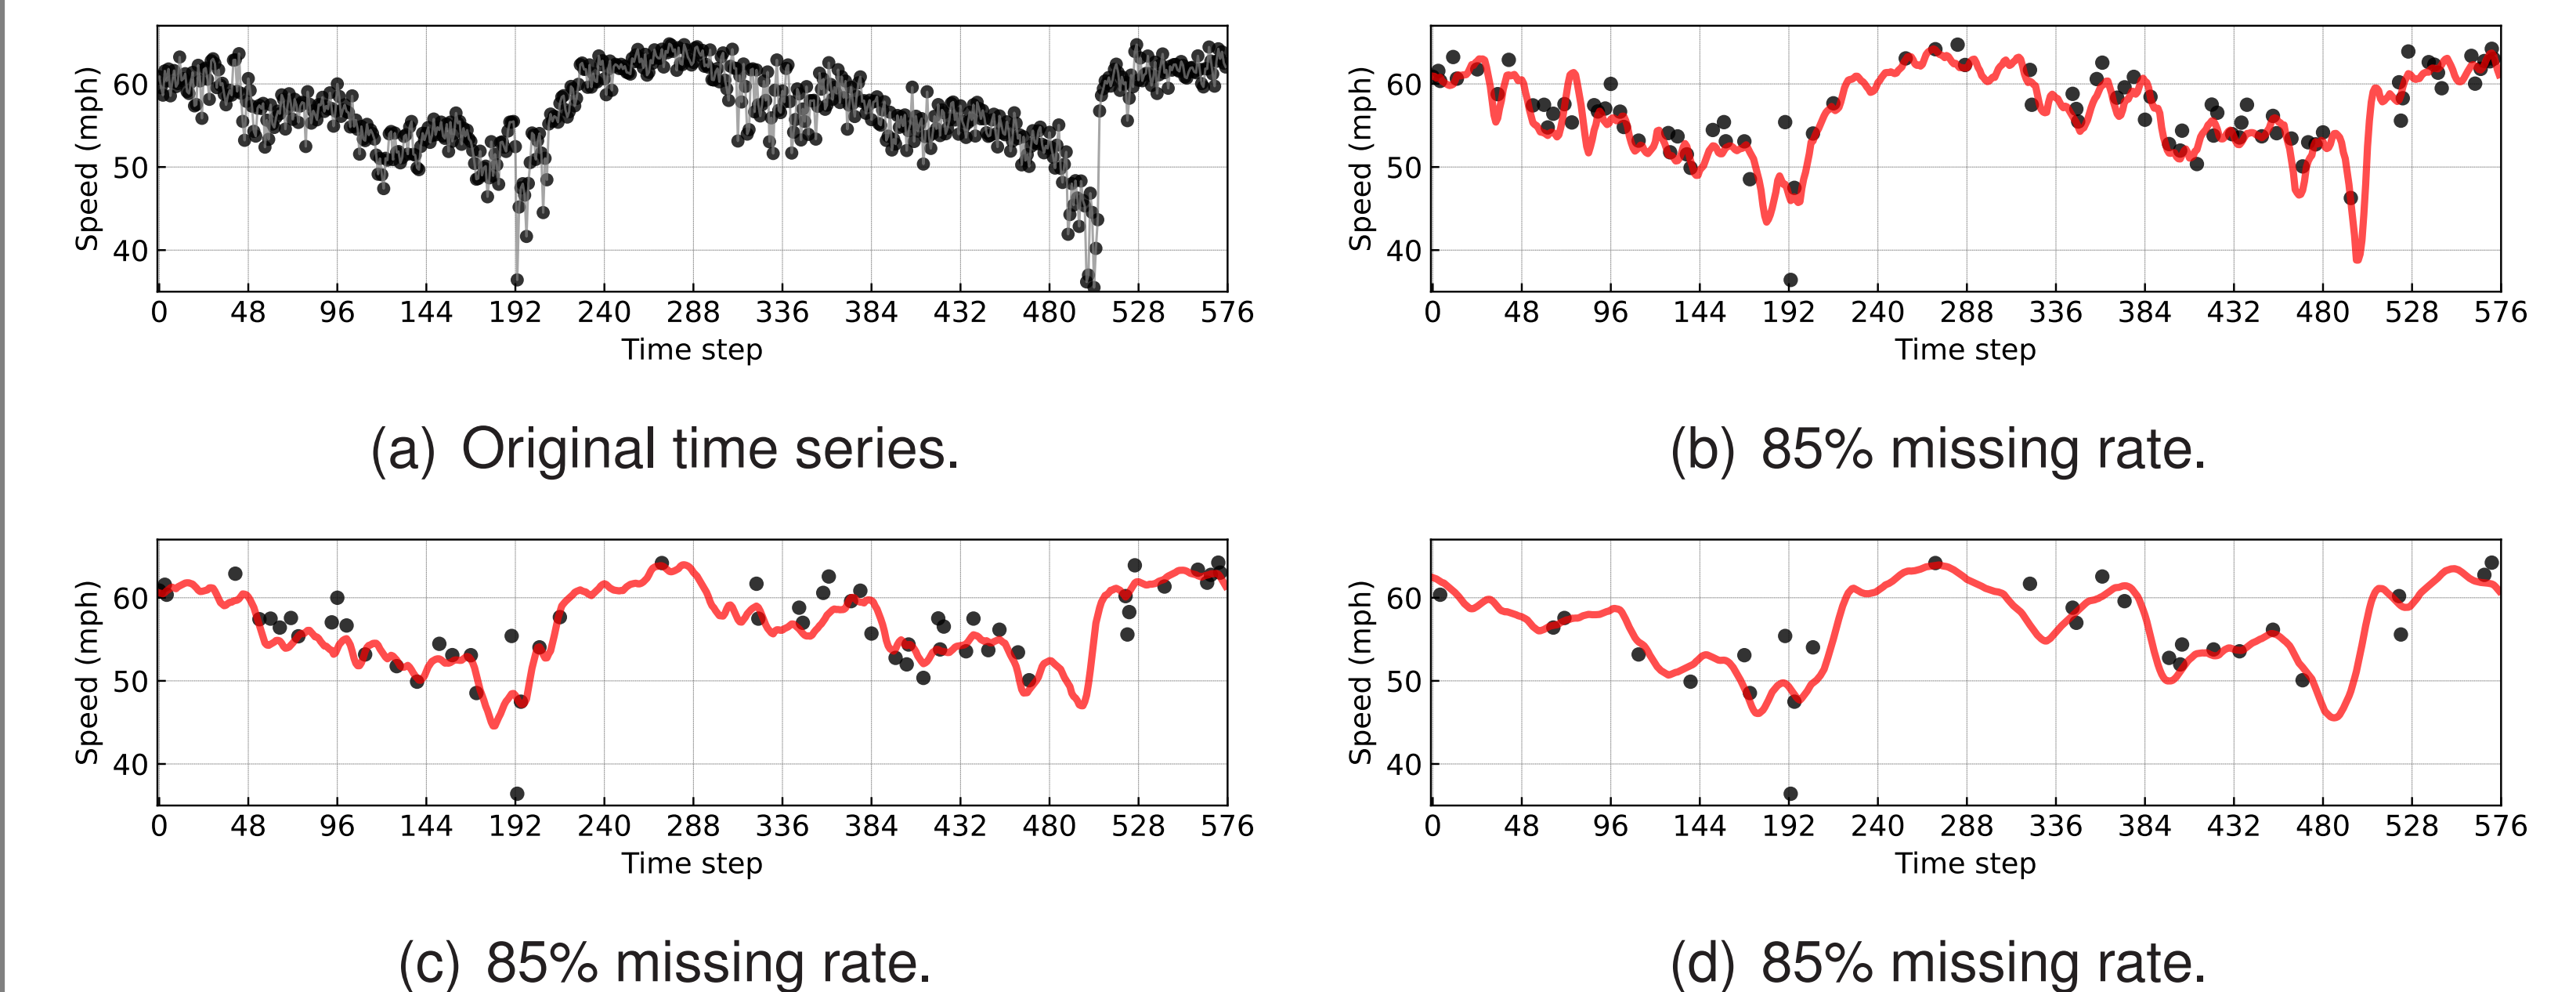 60
50
40
Speed (mph)
0 48 96 144 192 240 288 336 384 432 480 528 576
Time step
(a) Original time series.
60
50
40
Speed (mph)
0 48 96 144 192 240 288 336 384 432 480 528 576
Time step
(b) 85% missing rate.
60
50
40
Speed (mph)
0 48 96 144 192 240 288 336 384 432 480 528 576
Time step
(c) 85% missing rate.
60
50
40
Speed (mph)
0 48 96 144 192 240 288 336 384 432 480 528 576
Time step
(d) 85% missing rate.